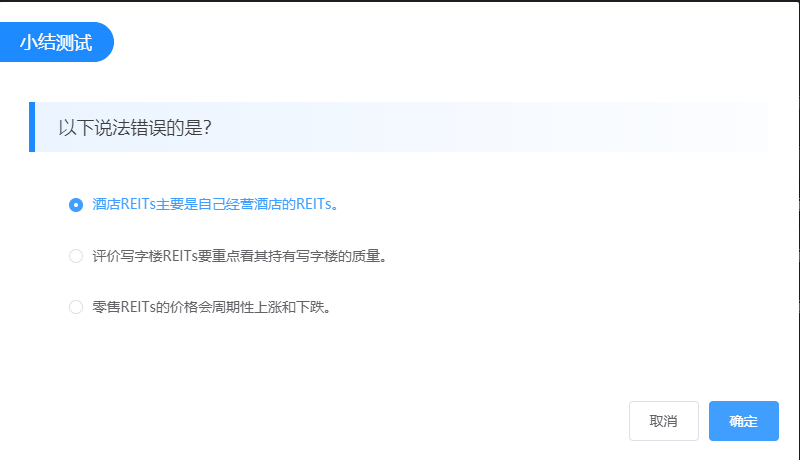 小结测试
以下说法错误的是？
酒店REITs主要是自己经营酒店的REITs。
评价写字楼REITs要重点看其持有写字楼的质量。
零售REITs的价格会周期性上涨和下跌。
取消 确定